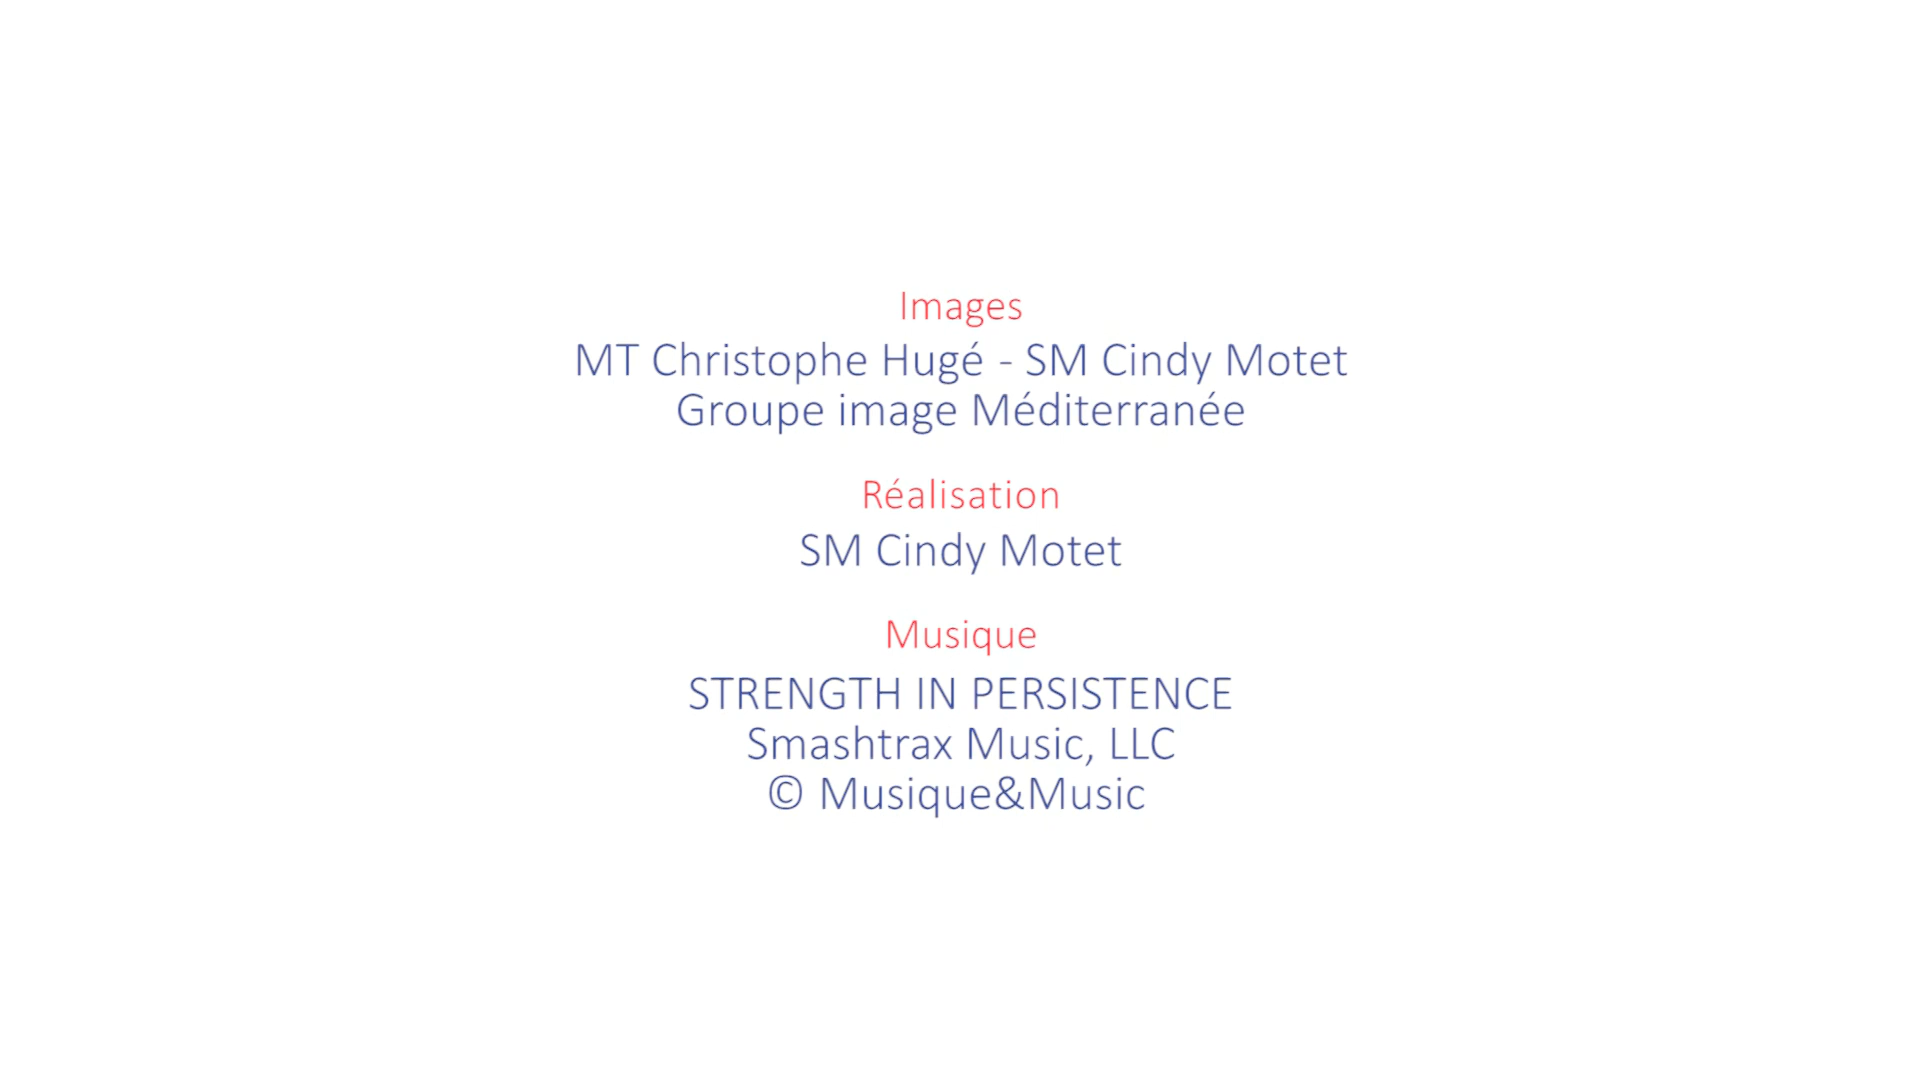 Images
MT Christophe Hugé - SM Cindy Motet
Groupe image Méditerranée
Réalisation
SM Cindy Motet
Musique
STRENGTH IN PERSISTENCE
Smashtrax Music, LLC
© Musique&Music